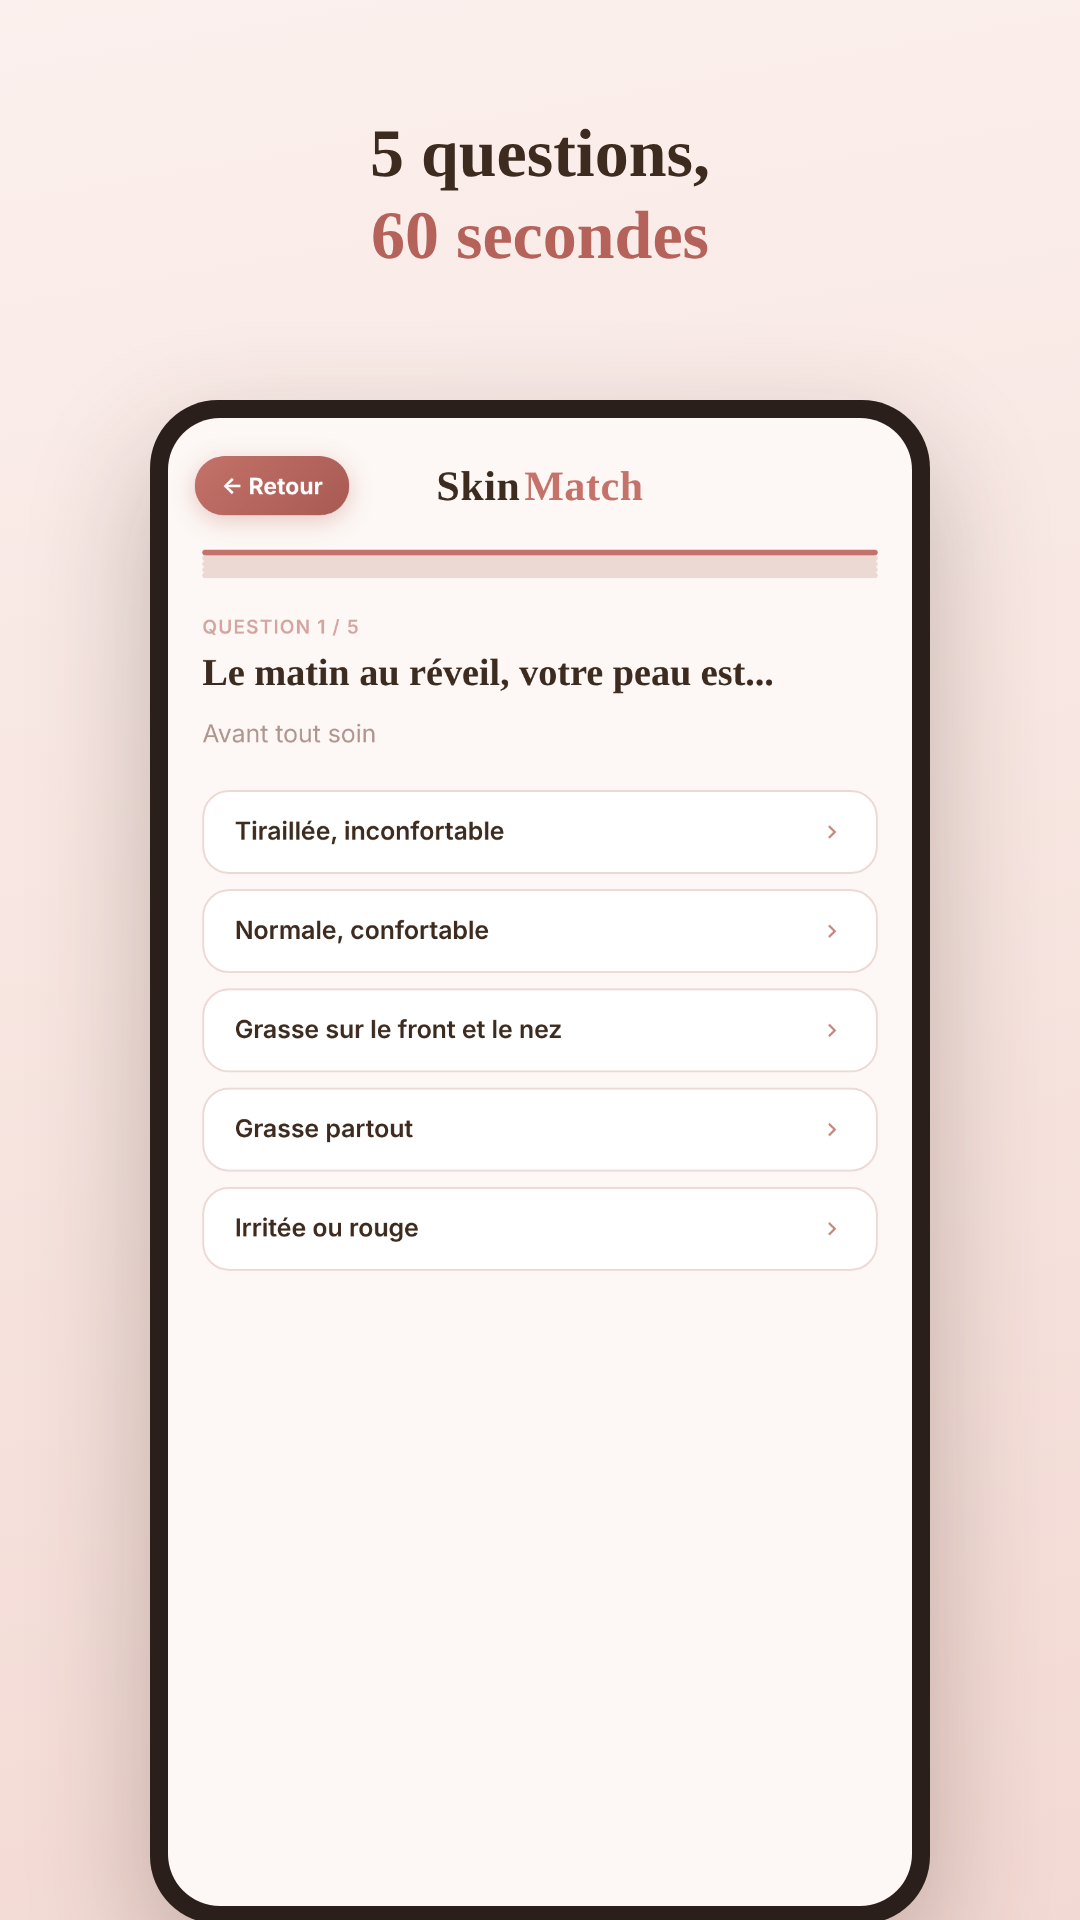 5 questions,
60 secondes
← Retour
SkinMatch
QUESTION 1 / 5
Le matin au réveil, votre peau est...
Avant tout soin
Tiraillée, inconfortable
Normale, confortable
Grasse sur le front et le nez
Grasse partout
Irritée ou rouge